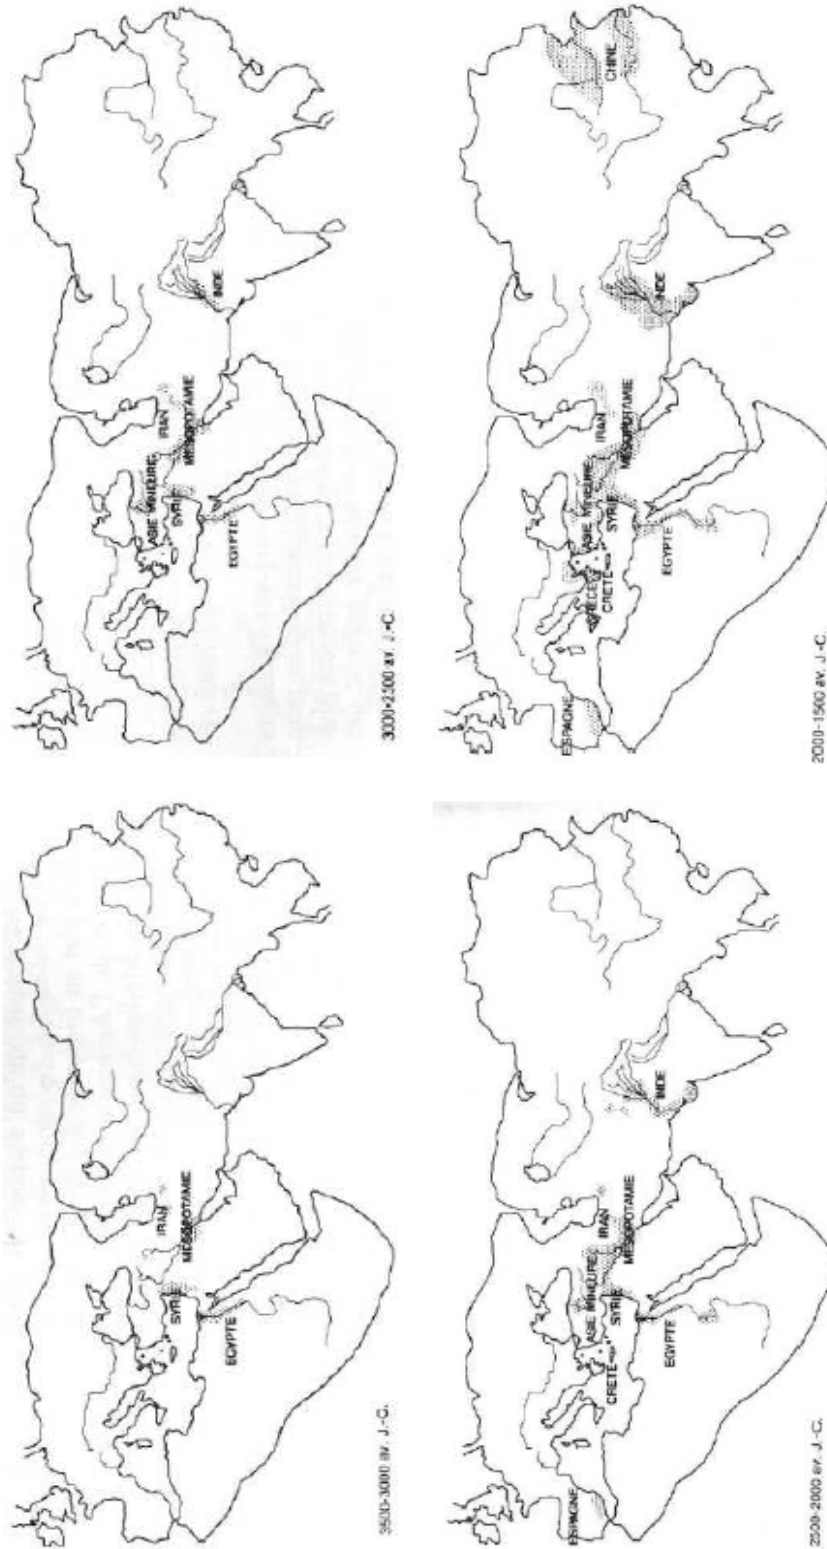 IRAN
SYRIE
MESOPOTAMIE
EGYPTE
3500-3000 av. J.-C.
ASIE MINEURE
IRAN
SYRIE
MESOPOTAMIE
INDE
EGYPTE
3000-2500 av. J.-C.
ESPAGNE
ASIE MINEURE
IRAN
CRETE
SYRIE
MESOPOTAMIE
INDE
EGYPTE
2500-2000 av. J.-C.
ESPAGNE
GRECE
ASIE MINEURE
IRAN
CHINE
CRETE
SYRIE
MESOPOTAMIE
INDE
EGYPTE
2000-1500 av. J.-C.